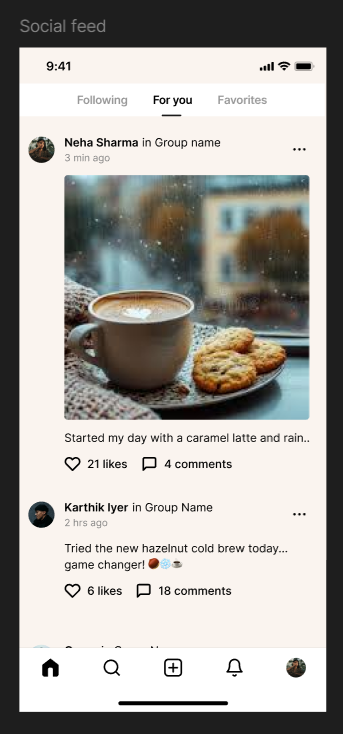 Social feed
9:41
Following For you Favorites
Neha Sharma in Group name
3 min ago
Started my day with a caramel latte and rain..
21 likes 4 comments
Karthik Iyer in Group Name
2 hrs ago
Tried the new hazelnut cold brew today...
game changer! 🌰❄️☕
6 likes 18 comments